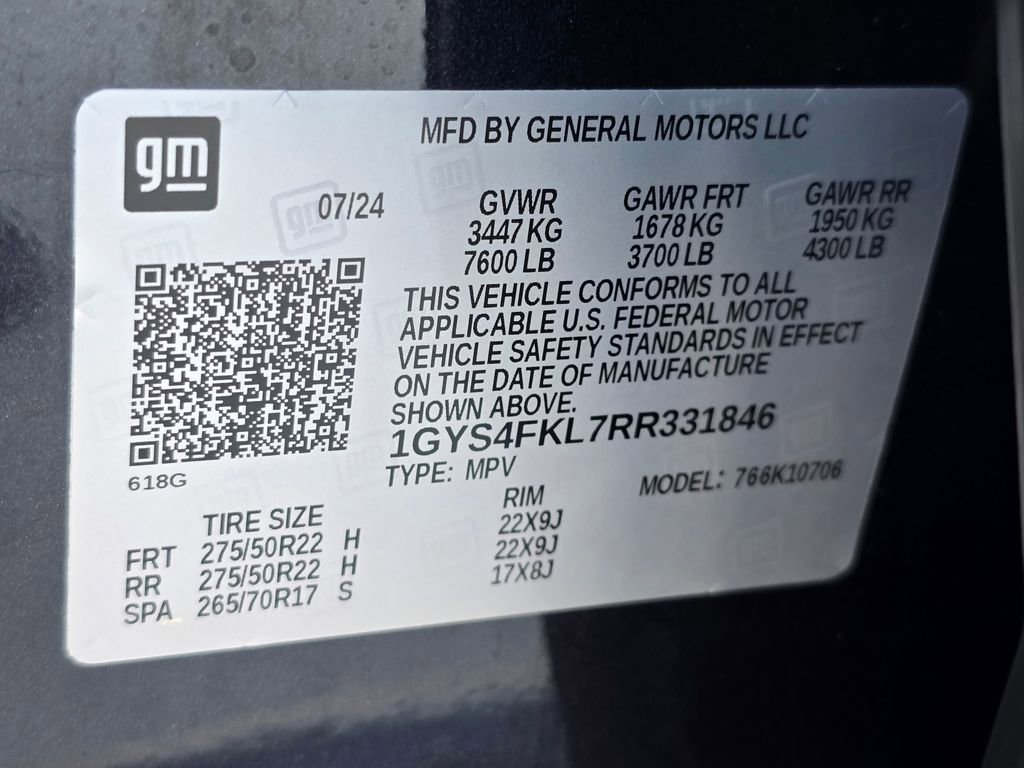 gm
MFD BY GENERAL MOTORS LLC
07/24
GVWR GAWR FRT GAWR RR
3447 KG 1678 KG 1950 KG
7600 LB 3700 LB 4300 LB
THIS VEHICLE CONFORMS TO ALL
APPLICABLE U.S. FEDERAL MOTOR
VEHICLE SAFETY STANDARDS IN EFFECT
ON THE DATE OF MANUFACTURE
SHOWN ABOVE.
1GYS4FKL7RR331846
TYPE: MPV MODEL: 766K10706
618G
TIRE SIZE RIM
FRT 275/50R22 H 22X9J
RR 275/50R22 H 22X9J
SPA 265/70R17 S 17X8J